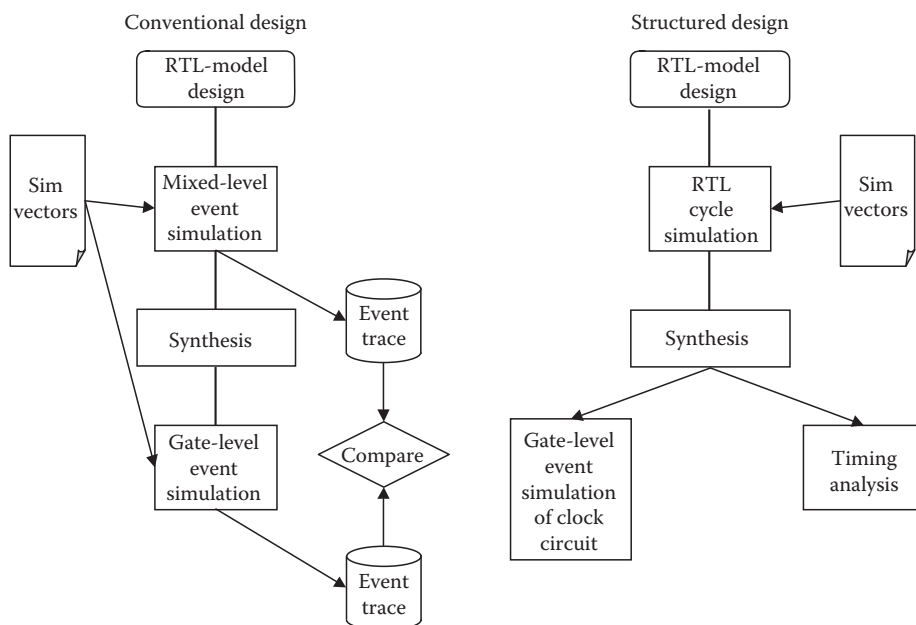 Conventional design
RTL-model
design
Sim
vectors
Mixed-level
event
simulation
Event
trace
Synthesis
Gate-level
event
simulation
Compare
Event
trace
Structured design
RTL-model
design
RTL
cycle
simulation
Sim
vectors
Synthesis
Gate-level
event
simulation
of clock
circuit
Timing
analysis